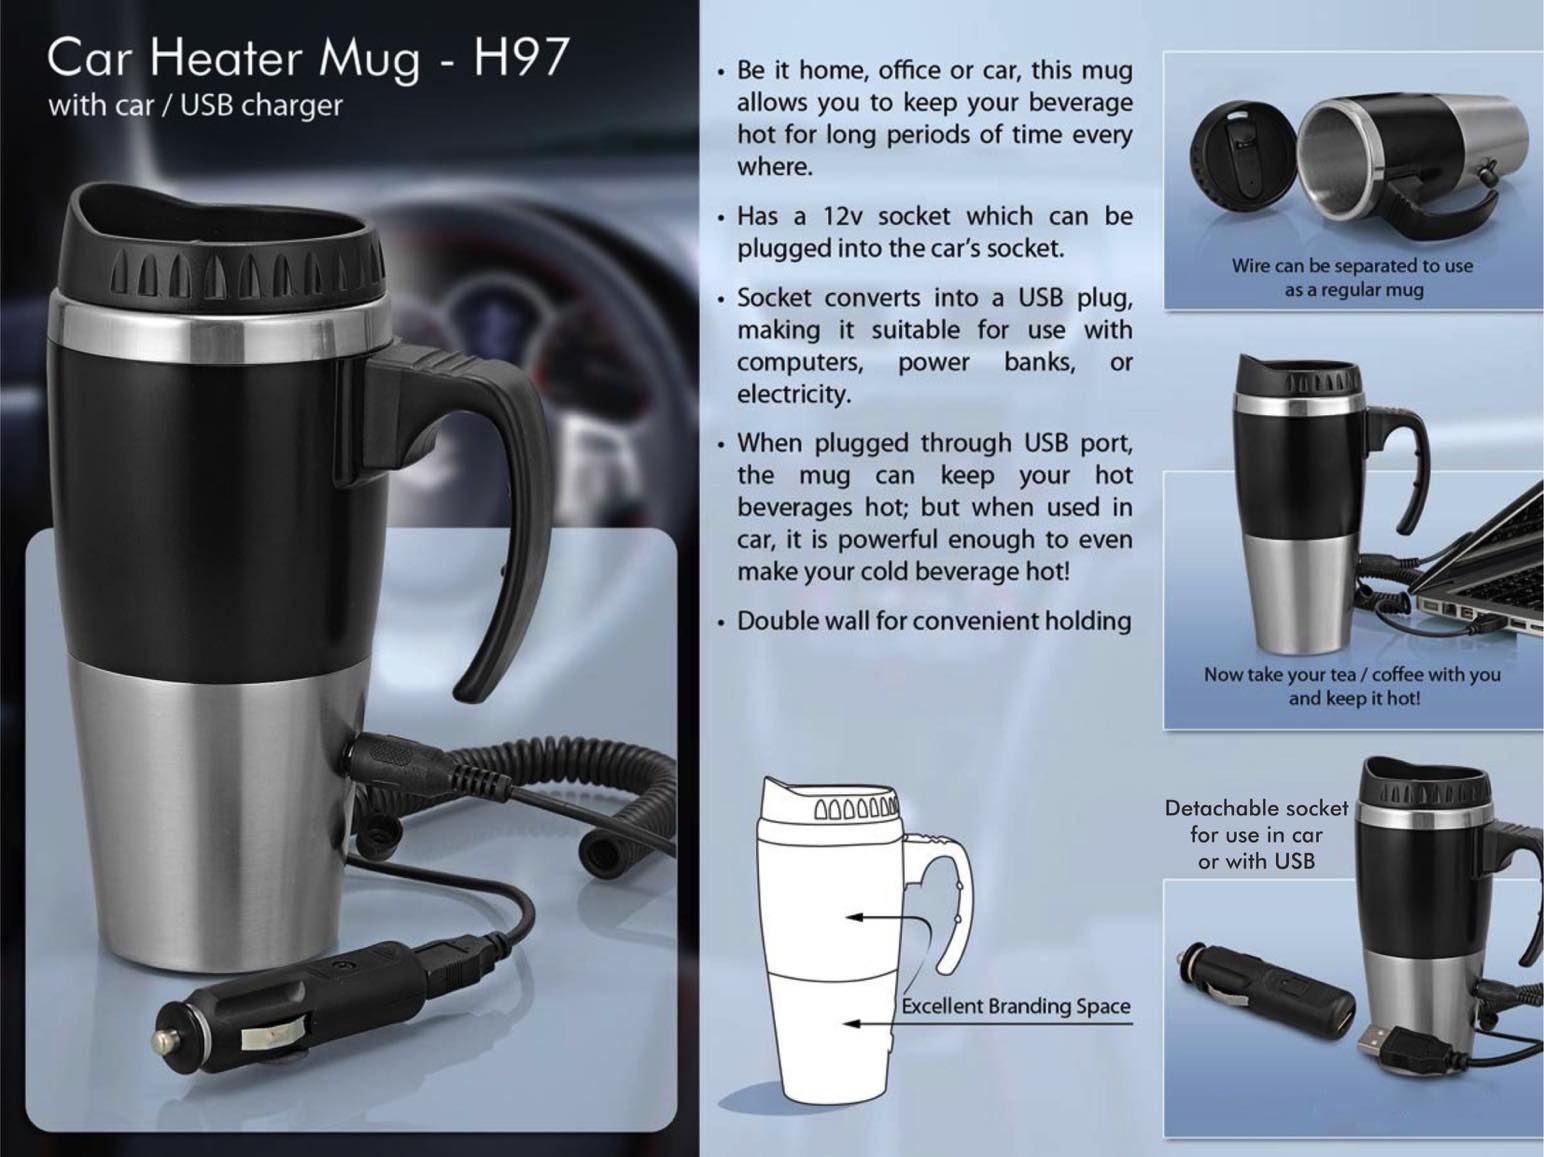 Car Heater Mug - H97
with car / USB charger
• Be it home, office or car, this mug
allows you to keep your beverage
hot for long periods of time every
where.
• Has a 12v socket which can be
plugged into the car's socket.
• Socket converts into a USB plug,
making it suitable for use with
computers, power banks, or
electricity.
• When plugged through USB port,
the mug can keep your hot
beverages hot; but when used in
car, it is powerful enough to even
make your cold beverage hot!
• Double wall for convenient holding
Excellent Branding Space
Wire can be separated to use
as a regular mug
Now take your tea / coffee with you
and keep it hot!
Detachable socket
for use in car
or with USB